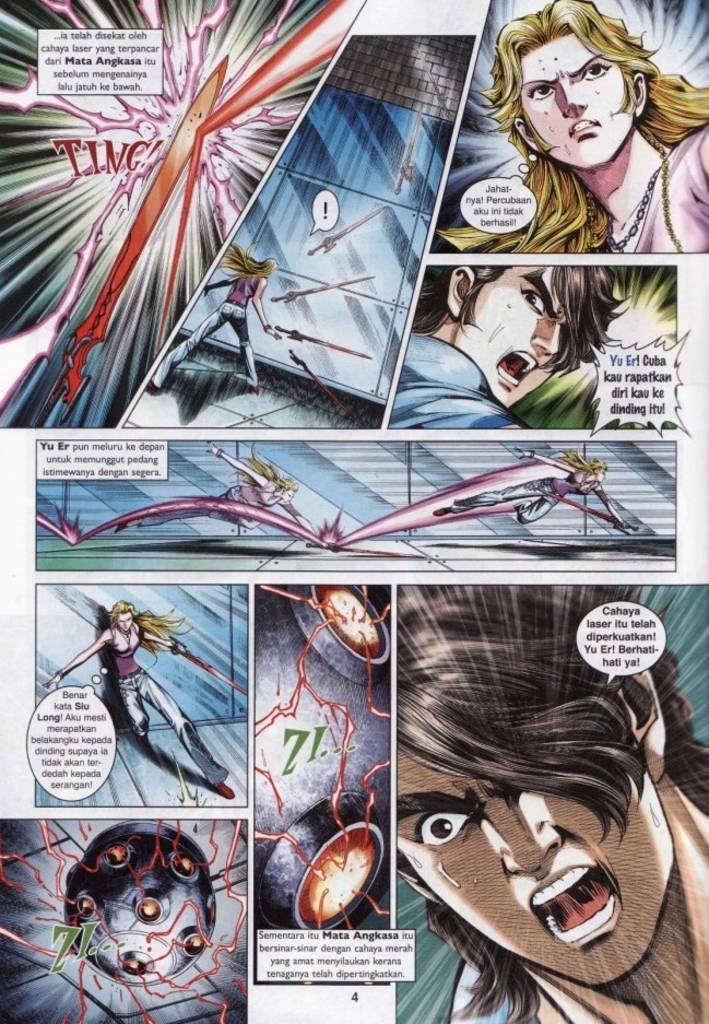 ...ia telah disekat oleh
cahaya laser yang terpancar
dari Mata Angkasa itu
sebelum mengenainya
lalu jatuh ke bawah.
TING!
!
Jahat-
nya! Percubaan
aku ini tidak
berhasil!
Yu Er! Cuba
kau rapatkan
diri kau ke
dinding itu!
Yu Er pun meluru ke depan
untuk memungut pedang
istimewanya dengan segera.
Benar
kata Siu
Long! Aku mesti
merapatkan
belakangku kepada
dinding supaya ia
tidak akan ter-
dedah kepada
serangan!
ZI...
Cahaya
laser itu telah
diperkuatkan!
Yu Er! Berhati-
hati ya!
ZI...
Sementara itu Mata Angkasa itu
bersinar-sinar dengan cahaya merah
yang amat menyilaukan kerana
tenaganya telah dipertingkatkan.
4